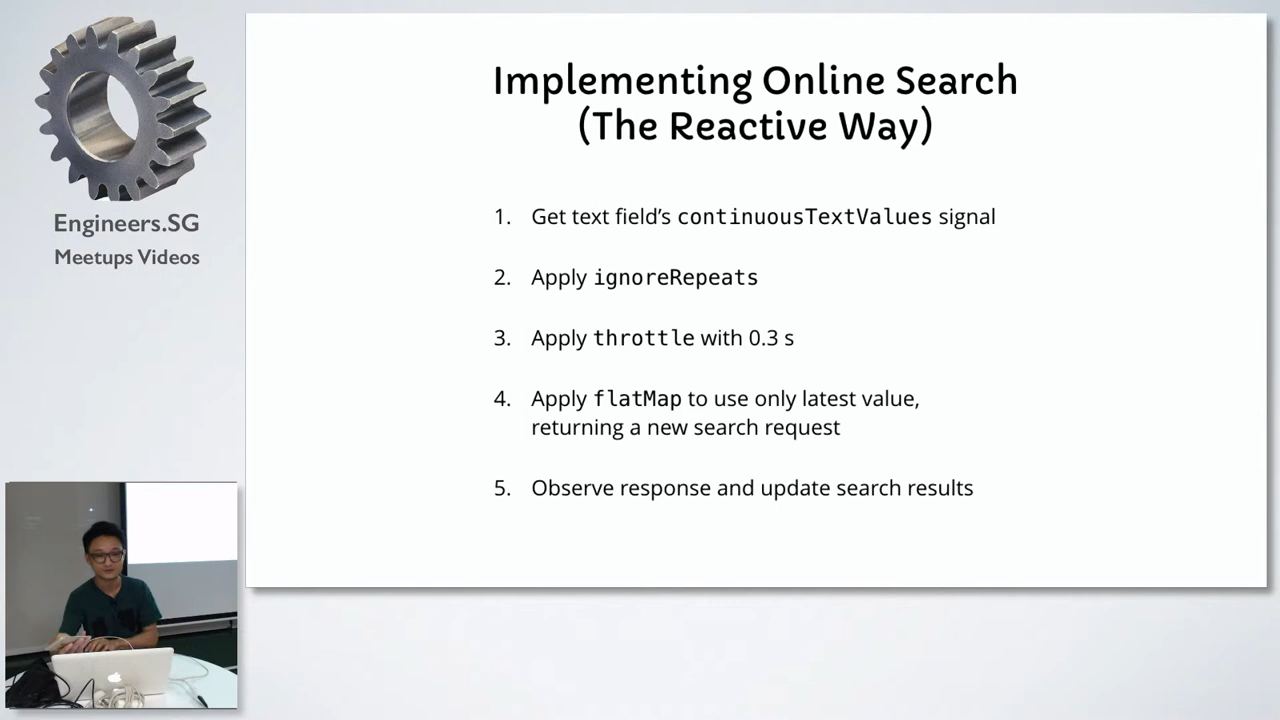 Engineers.SG
Meetups Videos
Implementing Online Search
(The Reactive Way)
1. Get text field’s continuousTextValues signal
2. Apply ignoreRepeats
3. Apply throttle with 0.3 s
4. Apply flatMap to use only latest value,
returning a new search request
5. Observe response and update search results